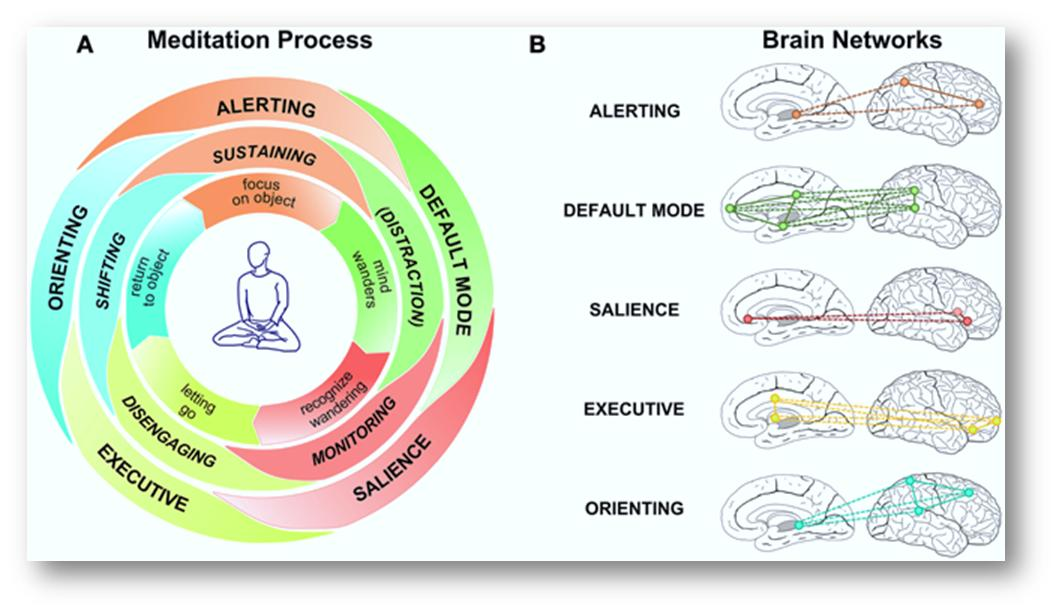 A
Meditation Process
ALERTING
SUSTAINING
focus
on object
DEFAULT MODE
(DISTRACTION)
mind
wanders
SALIENCE
MONITORING
recognize
wandering
EXECUTIVE
DISENGAGING
letting
go
ORIENTING
SHIFTING
return
to object
B
Brain Networks
ALERTING
DEFAULT MODE
SALIENCE
EXECUTIVE
ORIENTING